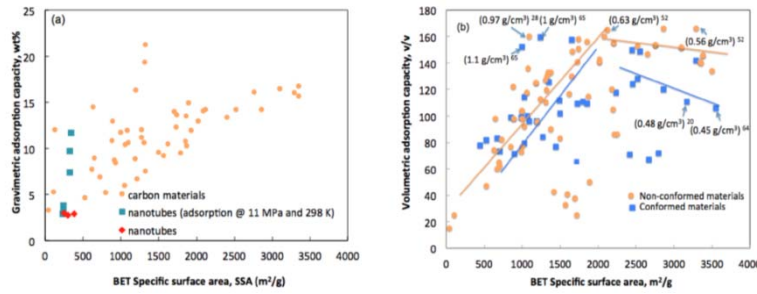 (a)
25
20
15
10
5
0
Gravimetric adsorption capacity, wt%
carbon materials
nanotubes (adsorption @ 11 MPa and 298 K)
nanotubes
0 500 1000 1500 2000 2500 3000 3500 4000
BET Specific surface area, SSA (m²/g)
(b)
180
160
140
120
100
80
60
40
20
0
Volumetric adsorption capacity, v/v
(0.97 g/cm³) 28 (1 g/cm³) 65
(0.63 g/cm³) 52
(1.1 g/cm³) 65
(0.56 g/cm³) 52
(0.48 g/cm³) 20
(0.45 g/cm³) 64
Non-conformed materials
Conformed materials
0 500 1000 1500 2000 2500 3000 3500 4000
BET Specific surface area, m²/g